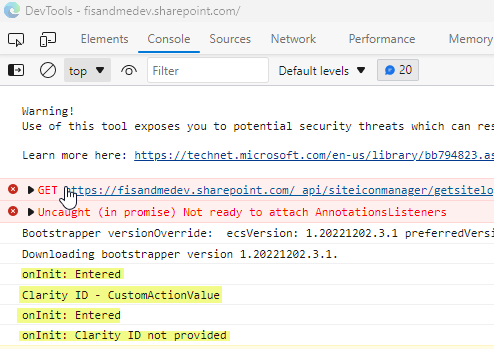 DevTools - fisandmedev.sharepoint.com/
Elements Console Sources Network Performance Memory
top Filter Default levels 20
Warning!
Use of this tool exposes you to potential security threats which can res
Learn more here: https://technet.microsoft.com/en-us/library/bb794823.as
GET https://fisandmedev.sharepoint.com/_api/siteiconmanager/getsitelo
Uncaught (in promise) Not ready to attach AnnotationsListeners
Bootstrapper versionOverride: ecsVersion: 1.20221202.3.1 preferredVersi
Downloading bootstrapper version 1.20221202.3.1.
onInit: Entered
Clarity ID - CustomActionValue
onInit: Entered
onInit: Clarity ID not provided